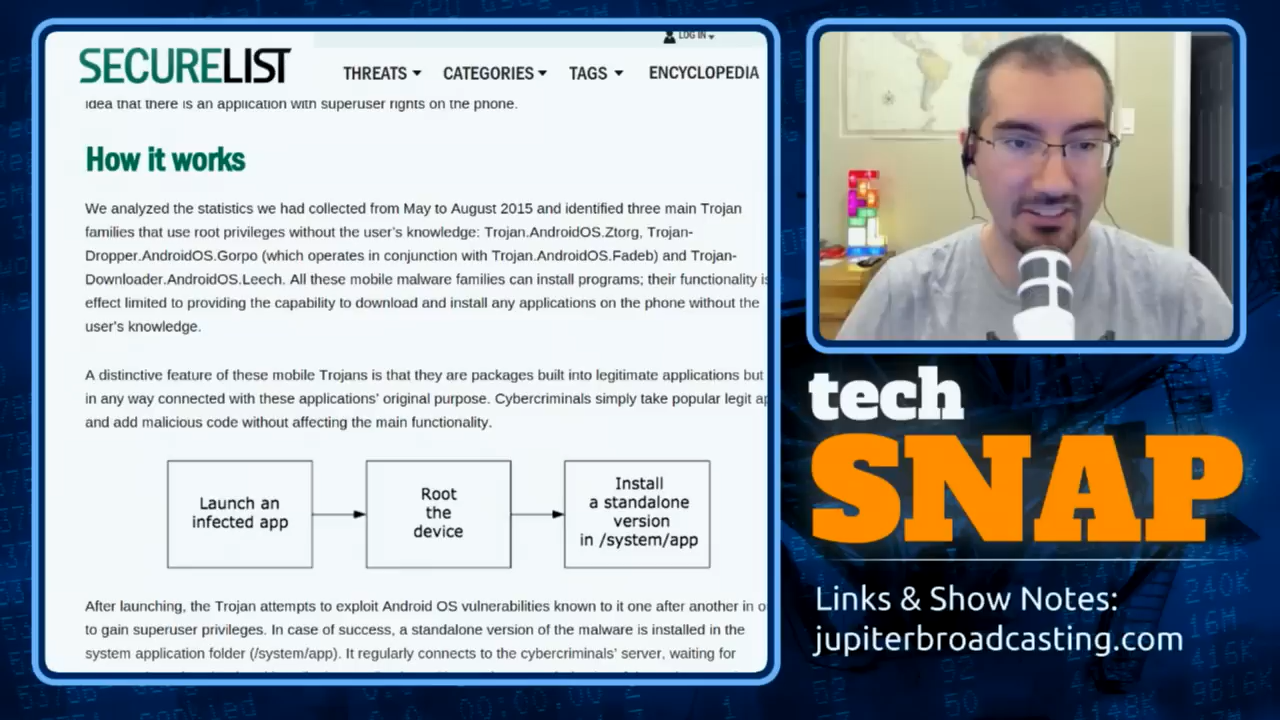 LOG IN
SECURELIST
THREATS
CATEGORIES
TAGS
ENCYCLOPEDIA
idea that there is an application with superuser rights on the phone.
How it works
We analyzed the statistics we had collected from May to August 2015 and identified three main Trojan
families that use root privileges without the user's knowledge: Trojan.AndroidOS.Ztorg, Trojan-
Dropper.AndroidOS.Gorpo (which operates in conjunction with Trojan.AndroidOS.Fadeb) and Trojan-
Downloader.AndroidOS.Leech. All these mobile malware families can install programs; their functionality is
effect limited to providing the capability to download and install any applications on the phone without the
user's knowledge.
A distinctive feature of these mobile Trojans is that they are packages built into legitimate applications but
in any way connected with these applications' original purpose. Cybercriminals simply take popular legit
and add malicious code without affecting the main functionality.
Launch an
infected app
Root
the
device
Install
a standalone
version
in /system/app
After launching, the Trojan attempts to exploit Android OS vulnerabilities known to it one after another in
to gain superuser privileges. In case of success, a standalone version of the malware is installed in the
system application folder (/system/app). It regularly connects to the cybercriminals' server, waiting for
tech
SNAP
Links & Show Notes:
jupiterbroadcasting.com